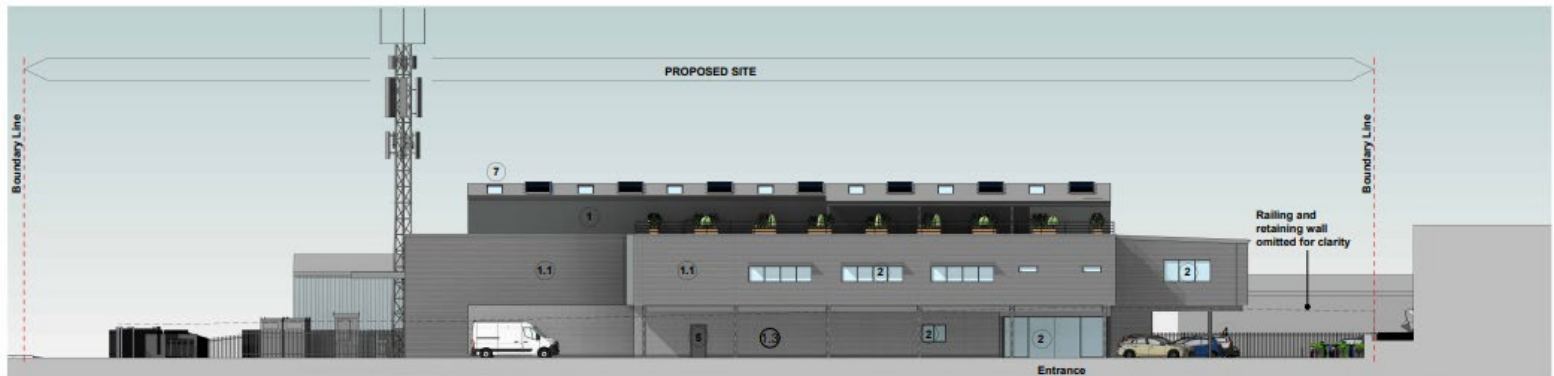 PROPOSED SITE
Boundary Line
Boundary Line
7
1
Railing and
retaining wall
omitted for clarity
1.1
1.1
2
2
5
1.3
2
2
Entrance